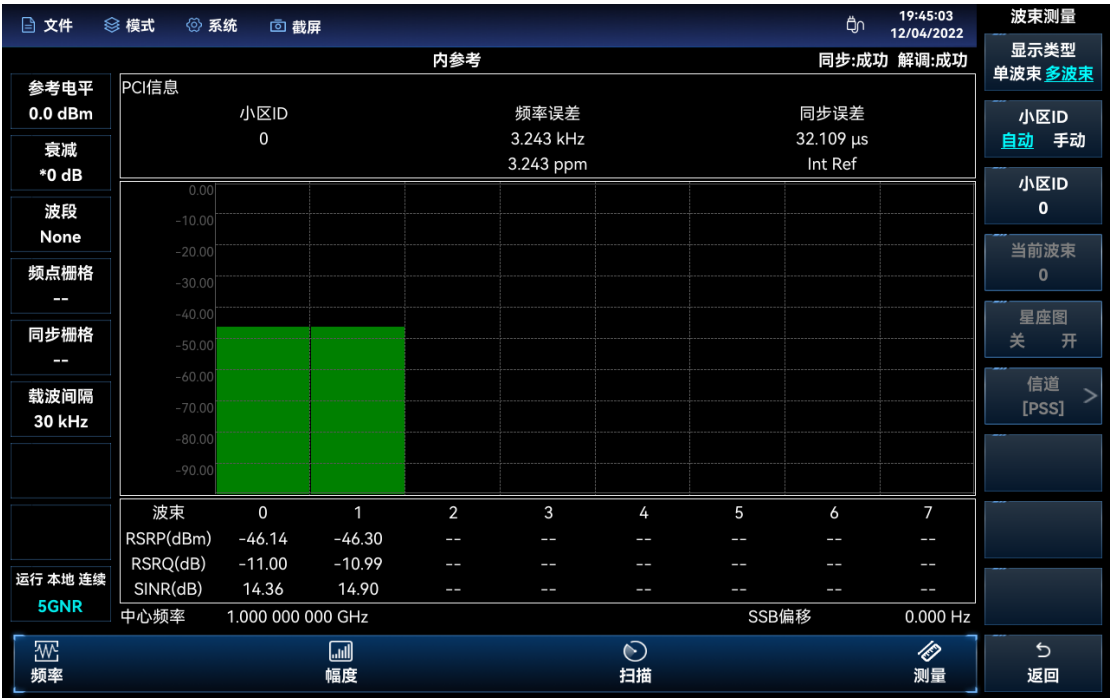 文件 模式 系统 截屏 19:45:03
12/04/2022
内参考 同步:成功 解调:成功
参考电平
0.0 dBm
衰减
*0 dB
波段
None
频点栅格
--
同步栅格
--
载波间隔
30 kHz
运行 本地 连续
5GNR
PCI信息
小区ID 频率误差 同步误差
0 3.243 kHz 32.109 μs
3.243 ppm Int Ref
0.00
-10.00
-20.00
-30.00
-40.00
-50.00
-60.00
-70.00
-80.00
-90.00
波束 0 1 2 3 4 5 6 7
RSRP(dBm) -46.14 -46.30 -- -- -- -- -- --
RSRQ(dB) -11.00 -10.99 -- -- -- -- -- --
SINR(dB) 14.36 14.90 -- -- -- -- -- --
中心频率 1.000 000 000 GHz SSB偏移 0.000 Hz
波束测量
显示类型
单波束 多波束
小区ID
自动 手动
小区ID
0
当前波束
0
星座图
关 开
信道
[PSS] >
返回
频率 幅度 扫描 测量